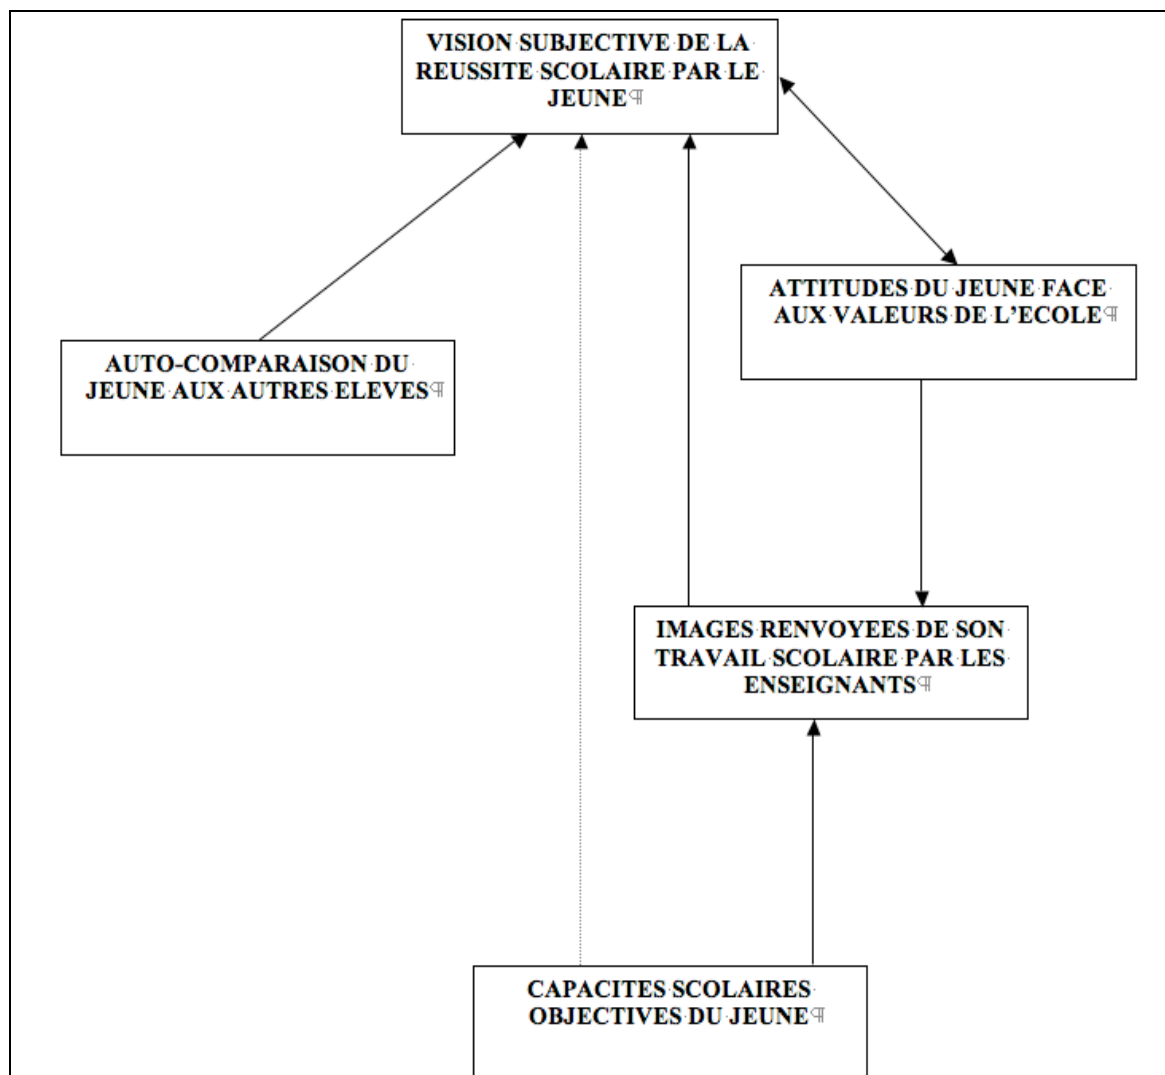 VISION SUBJECTIVE DE LA
REUSSITE SCOLAIRE PAR LE
JEUNE¶
ATTITUDES DU JEUNE FACE
AUX VALEURS DE L’ECOLE¶
AUTO-COMPARAISON DU
JEUNE AUX AUTRES ELEVES¶
IMAGES RENVOYEES DE SON
TRAVAIL SCOLAIRE PAR LES
ENSEIGNANTS¶
CAPACITES SCOLAIRES
OBJECTIVES DU JEUNE¶